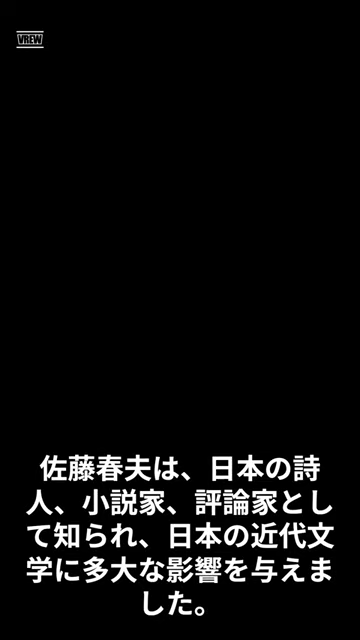 VREW
佐藤春夫は、日本の詩
人、小説家、評論家とし
て知られ、日本の近代文
学に多大な影響を与えま
した。